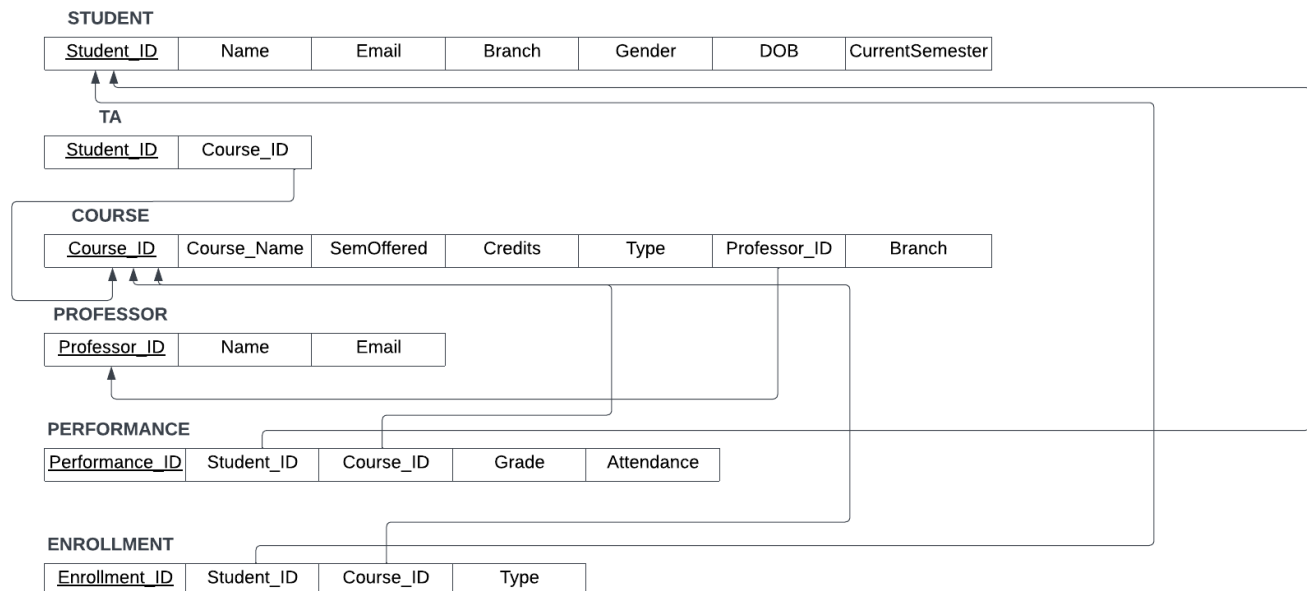 STUDENT
Student_ID Name Email Branch Gender DOB CurrentSemester
TA
Student_ID Course_ID
COURSE
Course_ID Course_Name SemOffered Credits Type Professor_ID Branch
PROFESSOR
Professor_ID Name Email
PERFORMANCE
Performance_ID Student_ID Course_ID Grade Attendance
ENROLLMENT
Enrollment_ID Student_ID Course_ID Type